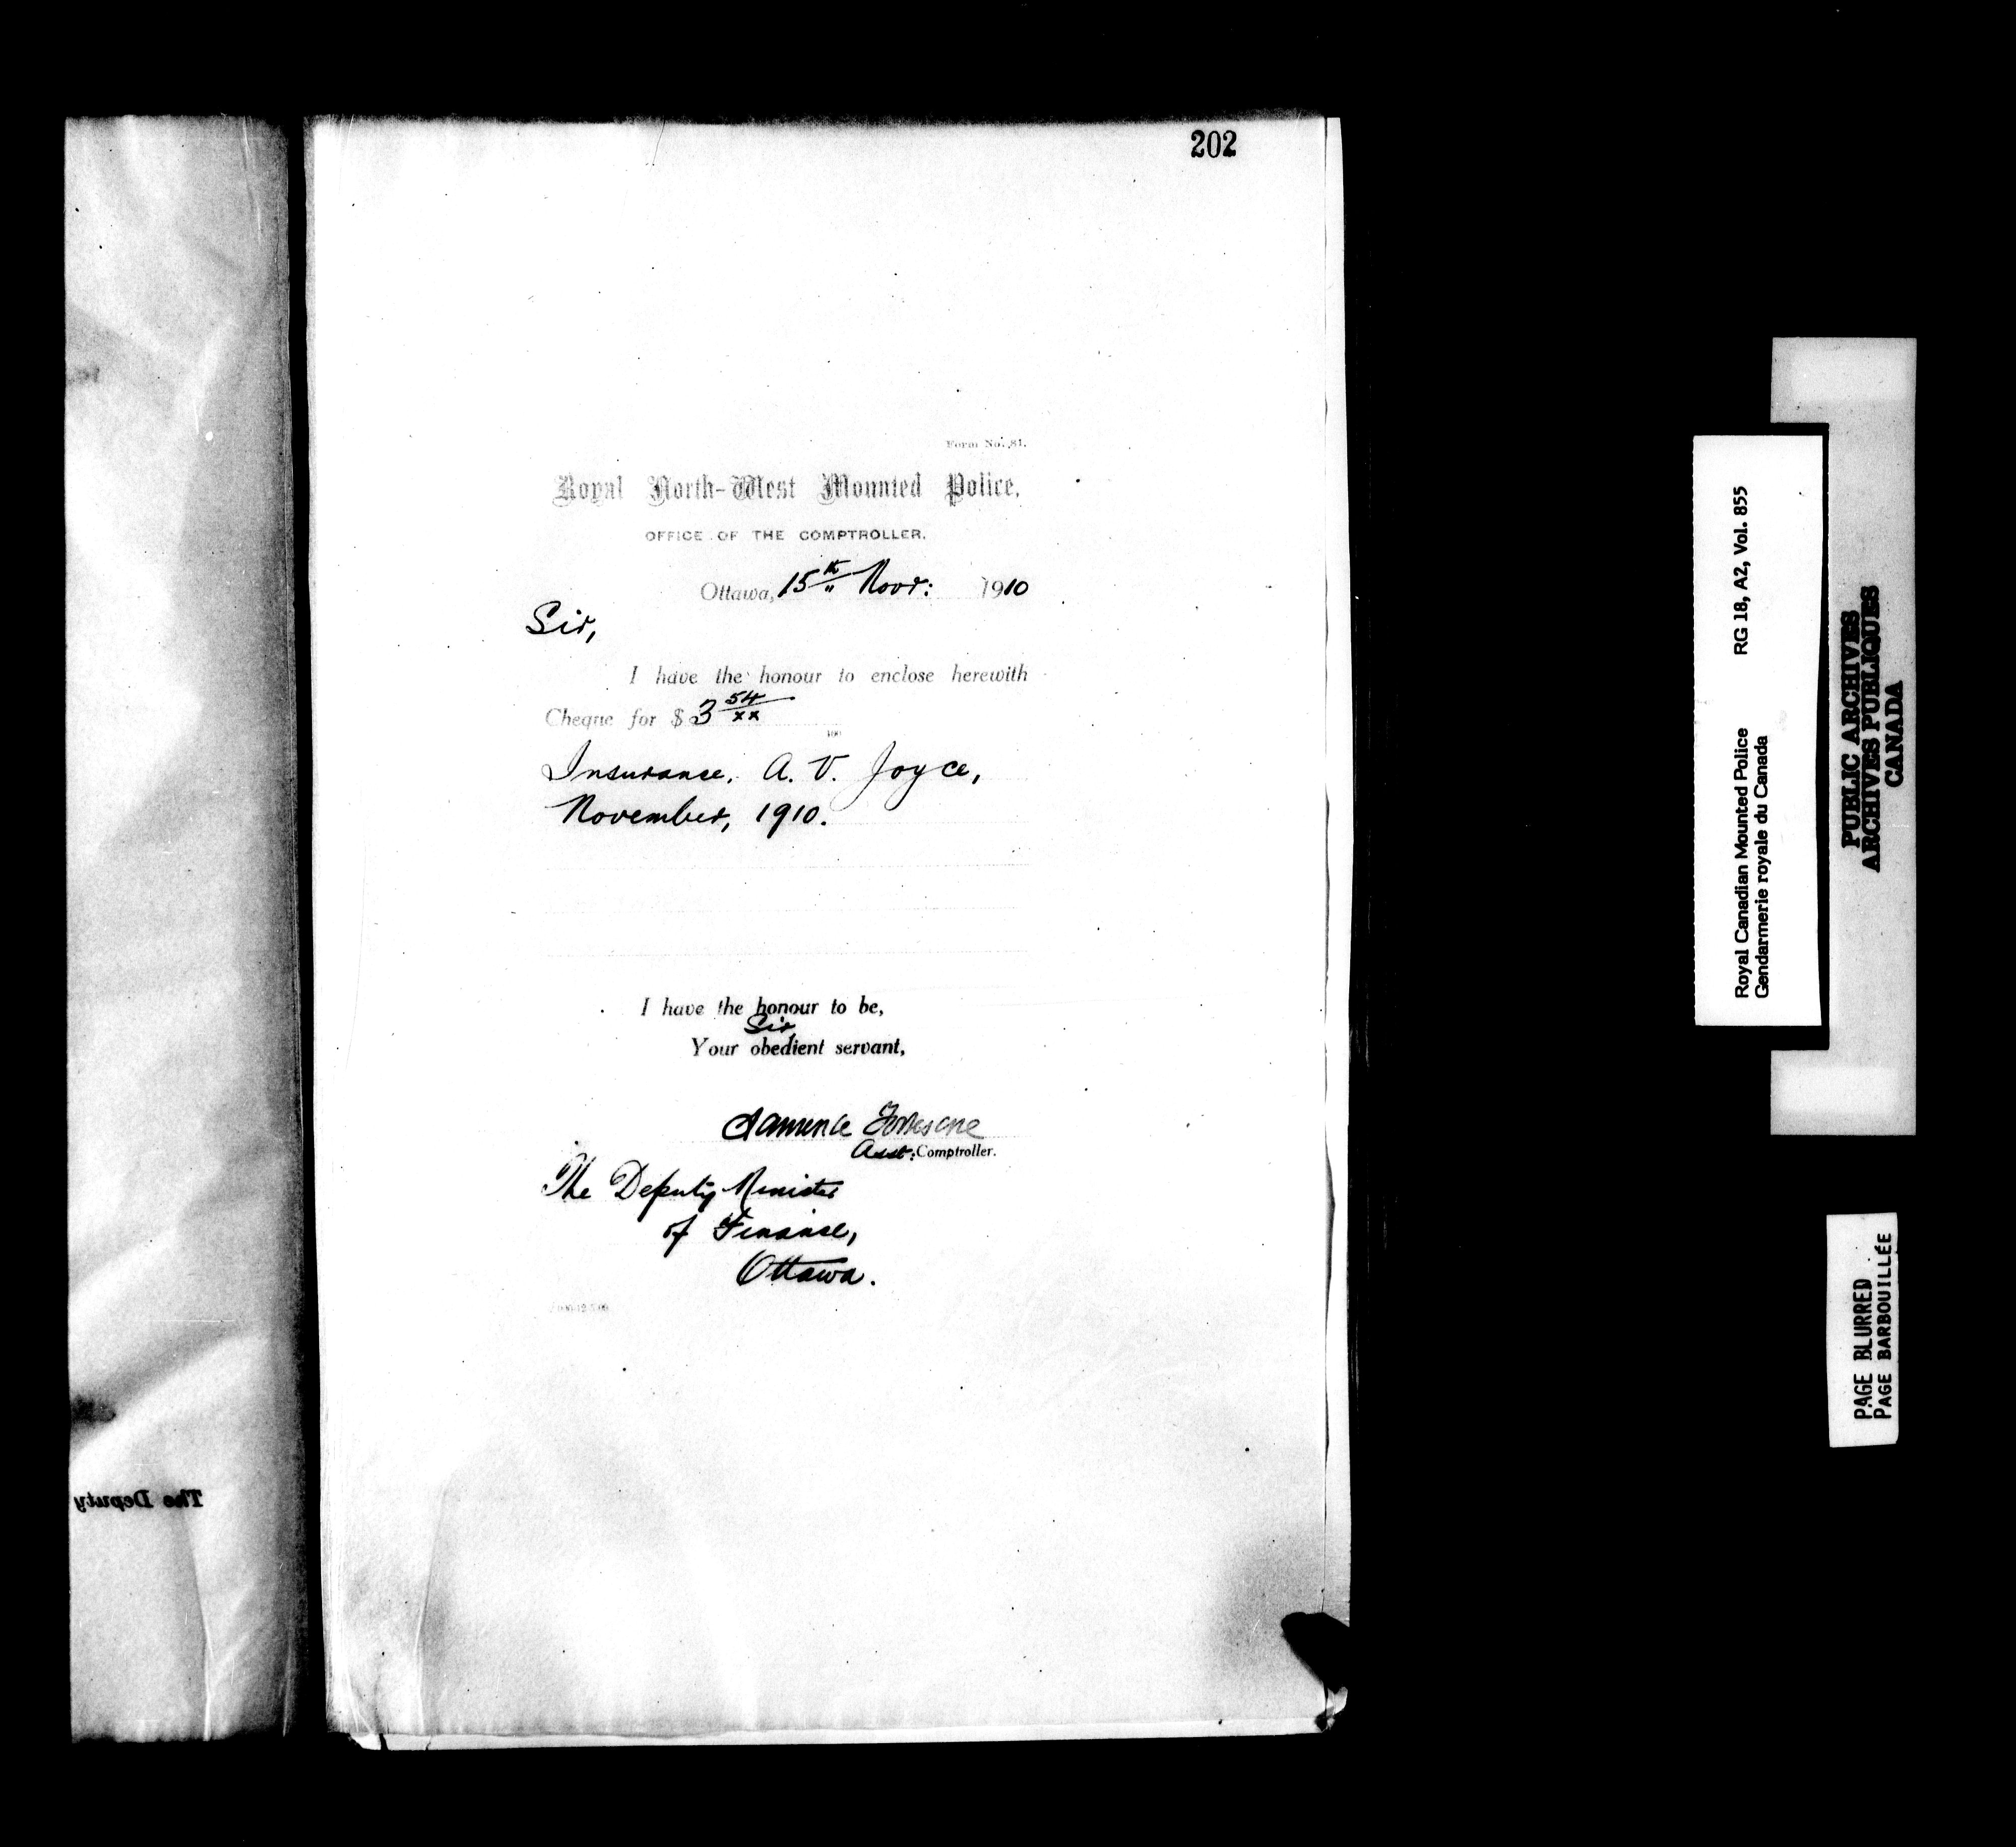 202
Form No. 81.
Royal North-West Mounted Police.
OFFICE OF THE COMPTROLLER.
Ottawa, 15th Novr: 1910
Sir,
I have the honour to enclose herewith
Cheque for $ 3 54/xx
100
Insurance, A. V. Joyce,
November, 1910.
I have the honour to be,
Sir,
Your obedient servant,
Laurence Fortescue
Asst: Comptroller.
The Deputy Minister
of Finance,
Ottawa.
The Deputy
Royal Canadian Mounted Police RG 18, A2, Vol. 855
Gendarmerie royale du Canada
PUBLIC ARCHIVES
ARCHIVES PUBLIQUES
CANADA
PAGE BLURRED
PAGE BARBOUILLÉE